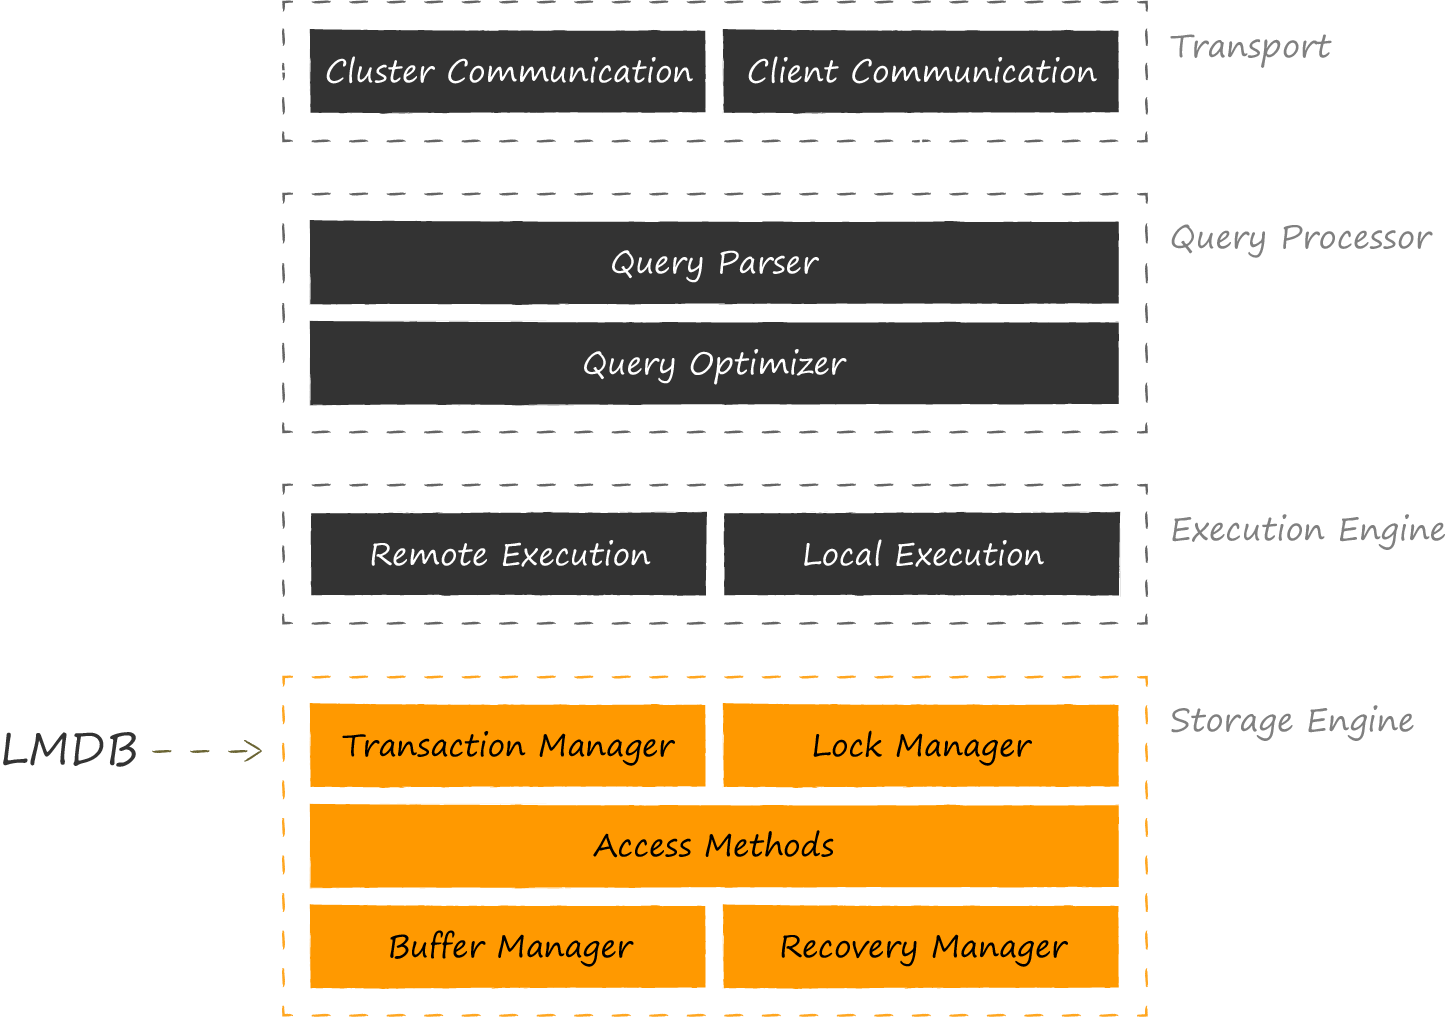 Cluster Communication
Client Communication
Transport
Query Parser
Query Processor
Query Optimizer
Remote Execution
Local Execution
Execution Engine
LMDB
Transaction Manager
Lock Manager
Storage Engine
Access Methods
Buffer Manager
Recovery Manager